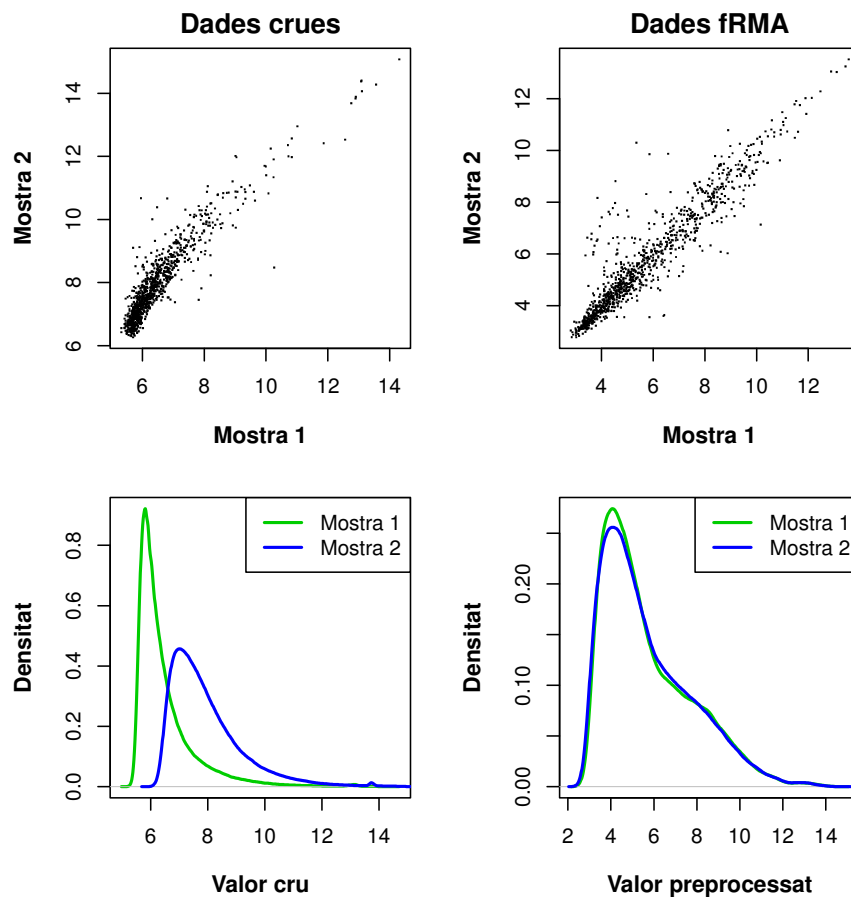 Dades crues
Mostra 2
6 8 10 12 14
6 8 10 12 14
Mostra 1
Dades fRMA
Mostra 2
4 6 8 10 12
4 6 8 10 12
Mostra 1
Densitat
0.0 0.2 0.4 0.6 0.8
Mostra 1
Mostra 2
6 8 10 12 14
Valor cru
Densitat
0.00 0.10 0.20
Mostra 1
Mostra 2
2 4 6 8 10 12 14
Valor preprocessat